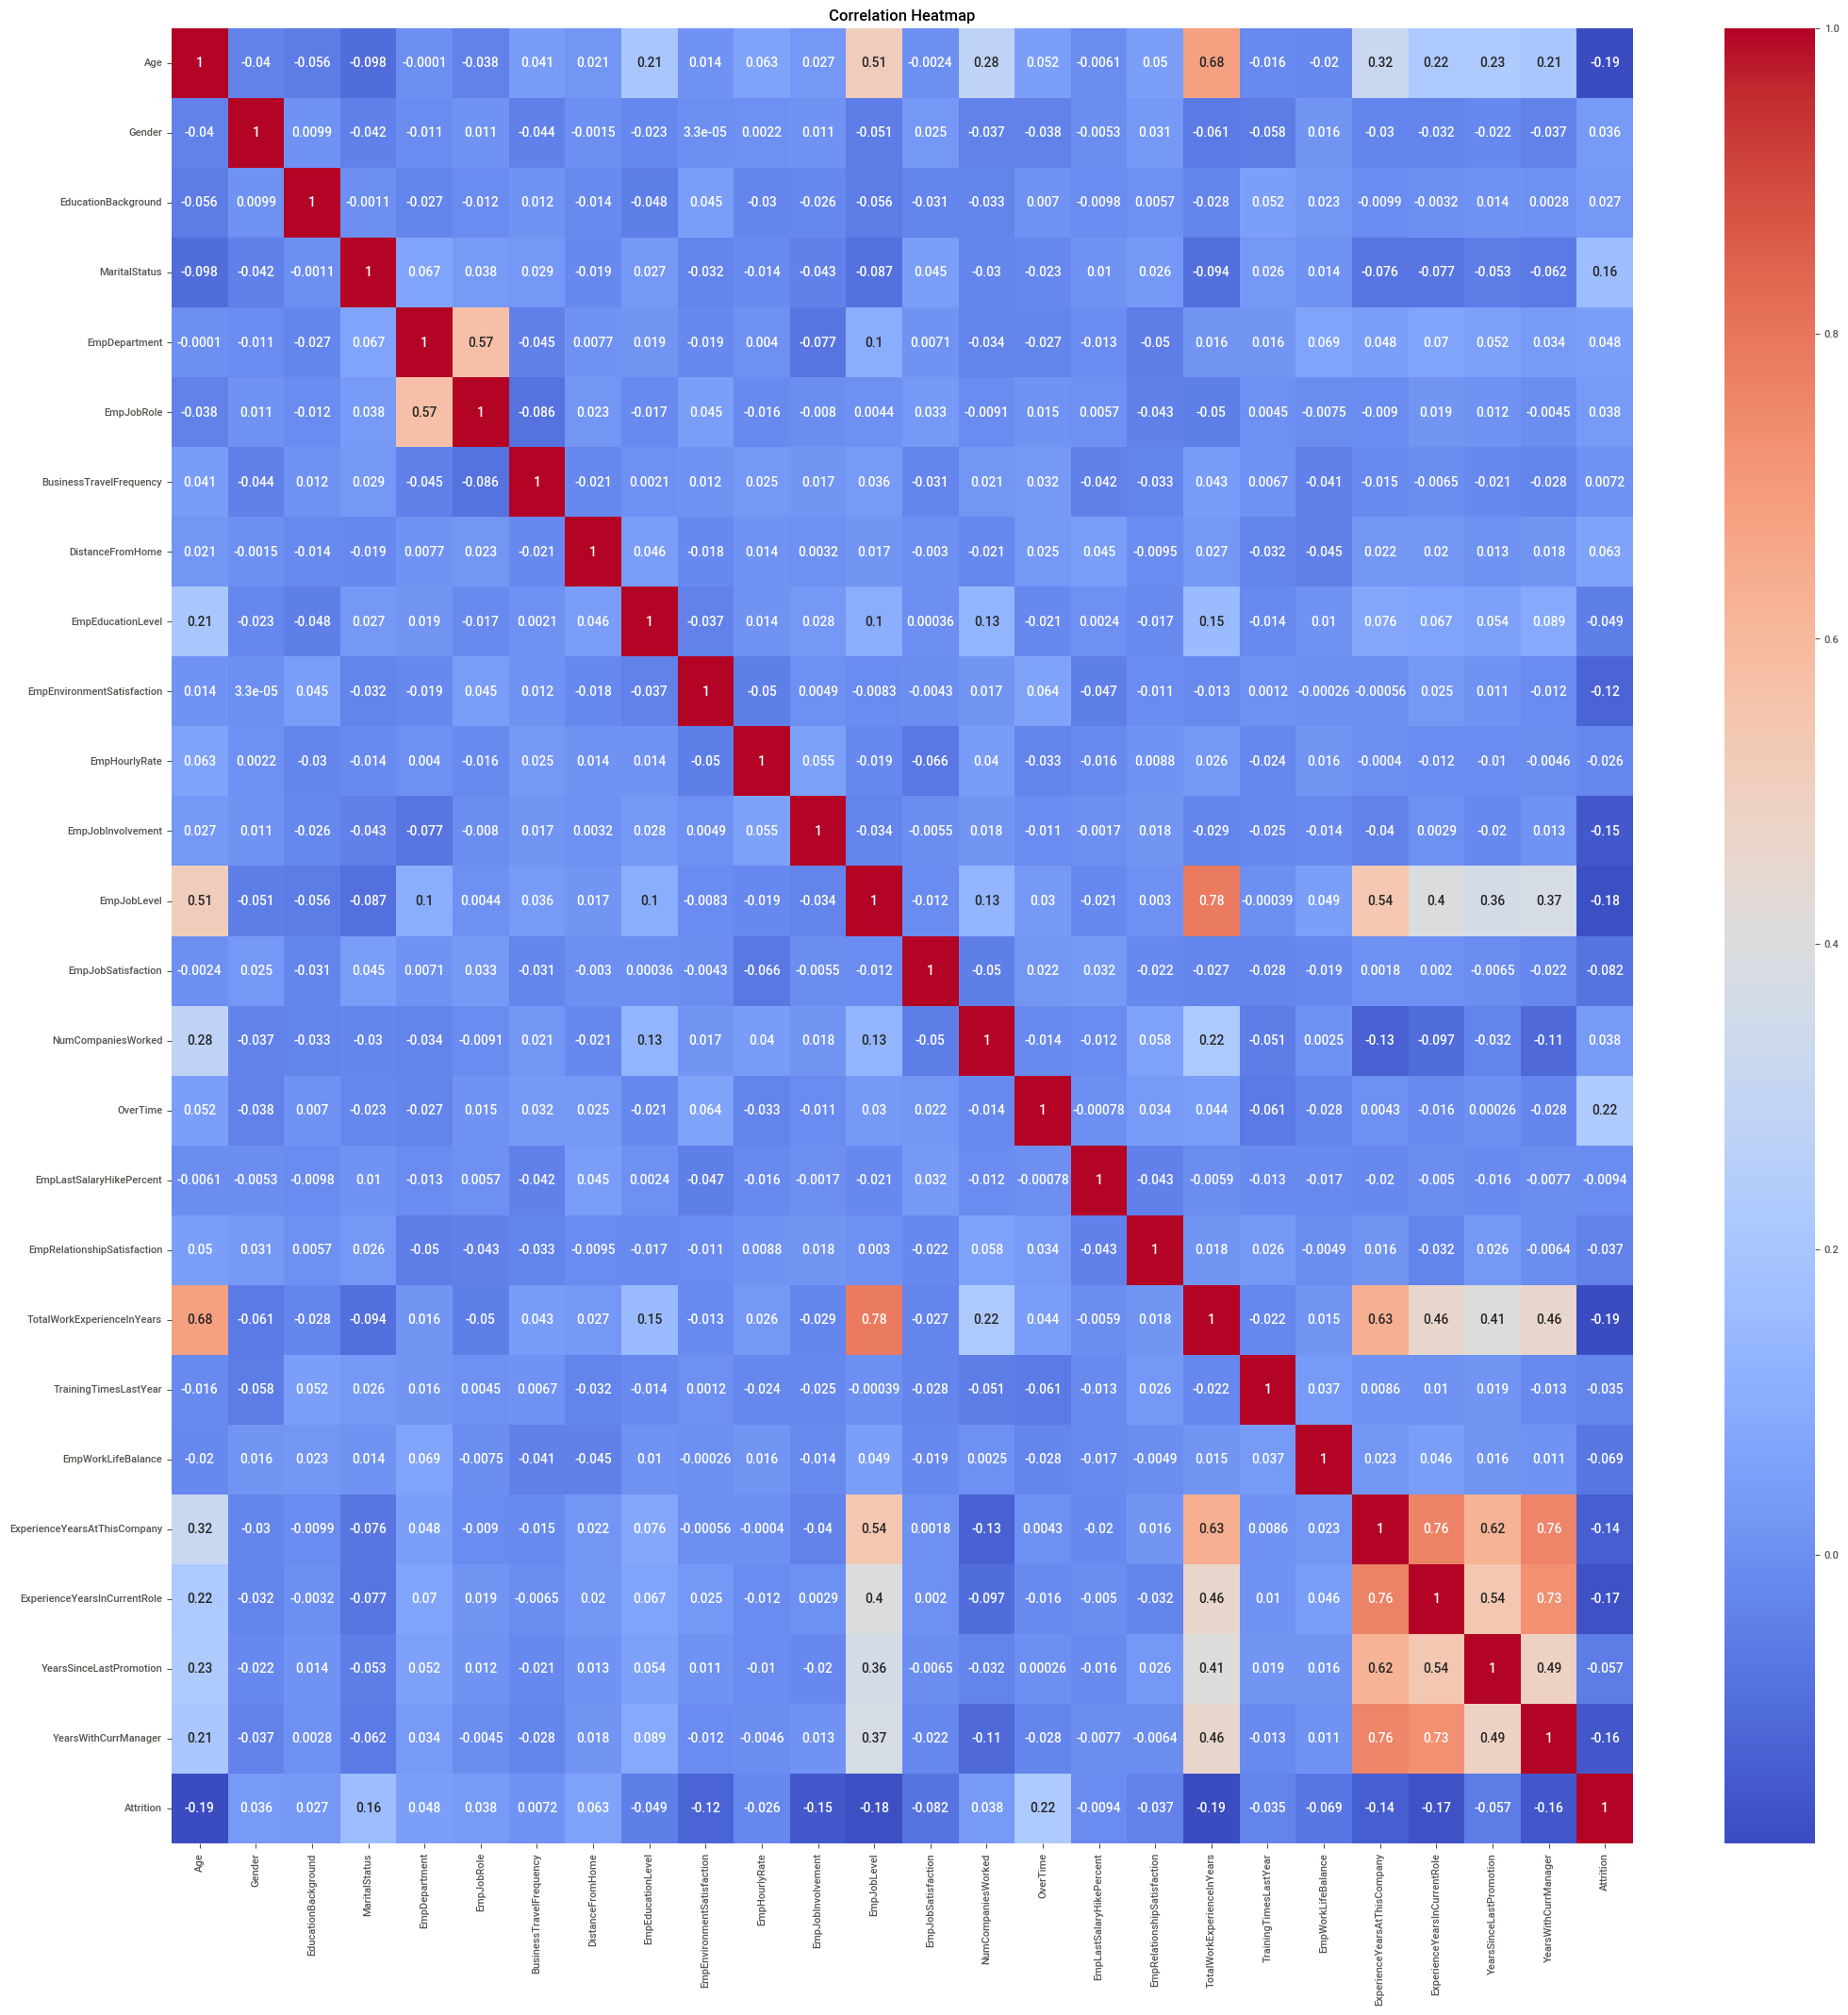 Correlation Heatmap
Age 1 -0.04 -0.056 -0.098 -0.0001 -0.038 0.041 0.021 0.21 0.014 0.063 0.027 0.51 -0.0024 0.28 0.052 -0.0061 0.05 0.68 -0.016 -0.02 0.32 0.22 0.23 0.21 -0.19
Gender -0.04 1 0.0099 -0.042 -0.011 0.011 -0.044 -0.0015 -0.023 3.3e-05 0.0022 0.011 -0.051 0.025 -0.037 -0.038 -0.0053 0.031 -0.061 -0.058 0.016 -0.03 -0.032 -0.022 -0.037 0.036
EducationBackground -0.056 0.0099 1 -0.0011 -0.027 -0.012 0.012 -0.014 -0.048 0.045 -0.03 -0.026 -0.056 -0.031 -0.033 0.007 -0.0098 0.0057 -0.028 0.052 0.023 -0.0099 -0.0032 0.014 0.0028 0.027
MaritalStatus -0.098 -0.042 -0.0011 1 0.067 0.038 0.029 -0.019 0.027 -0.032 -0.014 -0.043 -0.087 0.045 -0.03 -0.023 0.01 0.026 -0.094 0.026 0.014 -0.076 -0.077 -0.053 -0.062 0.16
EmpDepartment -0.0001 -0.011 -0.027 0.067 1 0.57 -0.045 0.0077 0.019 -0.019 0.004 -0.077 0.1 0.0071 -0.034 -0.027 -0.013 -0.05 0.016 0.016 0.069 0.048 0.07 0.052 0.034 0.048
EmpJobRole -0.038 0.011 -0.012 0.038 0.57 1 -0.086 0.023 -0.017 0.045 -0.016 -0.008 0.0044 0.033 -0.0091 0.015 0.0057 -0.043 -0.05 0.0045 -0.0075 -0.009 0.019 0.012 -0.0045 0.038
BusinessTravelFrequency 0.041 -0.044 0.012 0.029 -0.045 -0.086 1 -0.021 0.0021 0.012 0.025 0.017 0.036 -0.031 0.021 0.032 -0.042 -0.033 0.043 0.0067 -0.041 -0.015 -0.0065 -0.021 -0.028 0.0072
DistanceFromHome 0.021 -0.0015 -0.014 -0.019 0.0077 0.023 -0.021 1 0.046 -0.018 0.014 0.0032 0.017 -0.003 -0.021 0.025 0.045 -0.0095 0.027 -0.032 -0.045 0.022 0.02 0.013 0.018 0.063
EmpEducationLevel 0.21 -0.023 -0.048 0.027 0.019 -0.017 0.0021 0.046 1 -0.037 0.014 0.028 0.1 0.00036 0.13 -0.021 0.0024 -0.017 0.15 -0.014 0.01 0.076 0.067 0.054 0.089 -0.049
EmpEnvironmentSatisfaction 0.014 3.3e-05 0.045 -0.032 -0.019 0.045 0.012 -0.018 -0.037 1 -0.05 0.0049 -0.0083 -0.0043 0.017 0.064 -0.047 -0.011 -0.013 0.0012 -0.00026 -0.00056 0.025 0.011 -0.012 -0.12
EmpHourlyRate 0.063 0.0022 -0.03 -0.014 0.004 -0.016 0.025 0.014 0.014 -0.05 1 0.055 -0.019 -0.066 0.04 -0.033 -0.016 0.0088 0.026 -0.024 0.016 -0.0004 -0.012 -0.01 -0.0046 -0.026
EmpJobInvolvement 0.027 0.011 -0.026 -0.043 -0.077 -0.008 0.017 0.0032 0.028 0.0049 0.055 1 -0.034 -0.0055 0.018 -0.011 -0.0017 0.018 -0.029 -0.025 -0.014 -0.04 0.0029 -0.02 0.013 -0.15
EmpJobLevel 0.51 -0.051 -0.056 -0.087 0.1 0.0044 0.036 0.017 0.1 -0.0083 -0.019 -0.034 1 -0.012 0.13 0.03 -0.021 0.003 0.78 -0.00039 0.049 0.54 0.4 0.36 0.37 -0.18
EmpJobSatisfaction -0.0024 0.025 -0.031 0.045 0.0071 0.033 -0.031 -0.003 0.00036 -0.0043 -0.066 -0.0055 -0.012 1 -0.05 0.022 0.032 -0.022 -0.027 -0.028 -0.019 0.0018 0.002 -0.0065 -0.022 -0.082
NumCompaniesWorked 0.28 -0.037 -0.033 -0.03 -0.034 -0.0091 0.021 -0.021 0.13 0.017 0.04 0.018 0.13 -0.05 1 -0.014 -0.012 0.058 0.22 -0.051 0.0025 -0.13 -0.097 -0.032 -0.11 0.038
OverTime 0.052 -0.038 0.007 -0.023 -0.027 0.015 0.032 0.025 -0.021 0.064 -0.033 -0.011 0.03 0.022 -0.014 1 -0.00078 0.034 0.044 -0.061 -0.028 0.0043 -0.016 0.00026 -0.028 0.22
EmpLastSalaryHikePercent -0.0061 -0.0053 -0.0098 0.01 -0.013 0.0057 -0.042 0.045 0.0024 -0.047 -0.016 -0.0017 -0.021 0.032 -0.012 -0.00078 1 -0.043 -0.0059 -0.013 -0.017 -0.02 -0.005 -0.016 -0.0077 -0.0094
EmpRelationshipSatisfaction 0.05 0.031 0.0057 0.026 -0.05 -0.043 -0.033 -0.0095 -0.017 -0.011 0.0088 0.018 0.003 -0.022 0.058 0.034 -0.043 1 0.018 0.026 -0.0049 0.016 -0.032 0.026 -0.0064 -0.037
TotalWorkExperienceInYears 0.68 -0.061 -0.028 -0.094 0.016 -0.05 0.043 0.027 0.15 -0.013 0.026 -0.029 0.78 -0.027 0.22 0.044 -0.0059 0.018 1 -0.022 0.015 0.63 0.46 0.41 0.46 -0.19
TrainingTimesLastYear -0.016 -0.058 0.052 0.026 0.016 0.0045 0.0067 -0.032 -0.014 0.0012 -0.024 -0.025 -0.00039 -0.028 -0.051 -0.061 -0.013 0.026 -0.022 1 0.037 0.0086 0.01 0.019 -0.013 -0.035
EmpWorkLifeBalance -0.02 0.016 0.023 0.014 0.069 -0.0075 -0.041 -0.045 0.01 -0.00026 0.016 -0.014 0.049 -0.019 0.0025 -0.028 -0.017 -0.0049 0.015 0.037 1 0.023 0.046 0.016 0.011 -0.069
ExperienceYearsAtThisCompany 0.32 -0.03 -0.0099 -0.076 0.048 -0.009 -0.015 0.022 0.076 -0.00056 -0.0004 -0.04 0.54 0.0018 -0.13 0.0043 -0.02 0.016 0.63 0.0086 0.023 1 0.76 0.62 0.76 -0.14
ExperienceYearsInCurrentRole 0.22 -0.032 -0.0032 -0.077 0.07 0.019 -0.0065 0.02 0.067 0.025 -0.012 0.0029 0.4 0.002 -0.097 -0.016 -0.005 -0.032 0.46 0.01 0.046 0.76 1 0.54 0.73 -0.17
YearsSinceLastPromotion 0.23 -0.022 0.014 -0.053 0.052 0.012 -0.021 0.013 0.054 0.011 -0.01 -0.02 0.36 -0.0065 -0.032 0.00026 -0.016 0.026 0.41 0.019 0.016 0.62 0.54 1 0.49 -0.057
YearsWithCurrManager 0.21 -0.037 0.0028 -0.062 0.034 -0.0045 -0.028 0.018 0.089 -0.012 -0.0046 0.013 0.37 -0.022 -0.11 -0.028 -0.0077 -0.0064 0.46 -0.013 0.011 0.76 0.73 0.49 1 -0.16
Attrition -0.19 0.036 0.027 0.16 0.048 0.038 0.0072 0.063 -0.049 -0.12 -0.026 -0.15 -0.18 -0.082 0.038 0.22 -0.0094 -0.037 -0.19 -0.035 -0.069 -0.14 -0.17 -0.057 -0.16 1
Age
Gender
EducationBackground
MaritalStatus
EmpDepartment
EmpJobRole
BusinessTravelFrequency
DistanceFromHome
EmpEducationLevel
EmpEnvironmentSatisfaction
EmpHourlyRate
EmpJobInvolvement
EmpJobLevel
EmpJobSatisfaction
NumCompaniesWorked
OverTime
EmpLastSalaryHikePercent
EmpRelationshipSatisfaction
TotalWorkExperienceInYears
TrainingTimesLastYear
EmpWorkLifeBalance
ExperienceYearsAtThisCompany
ExperienceYearsInCurrentRole
YearsSinceLastPromotion
YearsWithCurrManager
Attrition
1.0
0.8
0.6
0.4
0.2
0.0